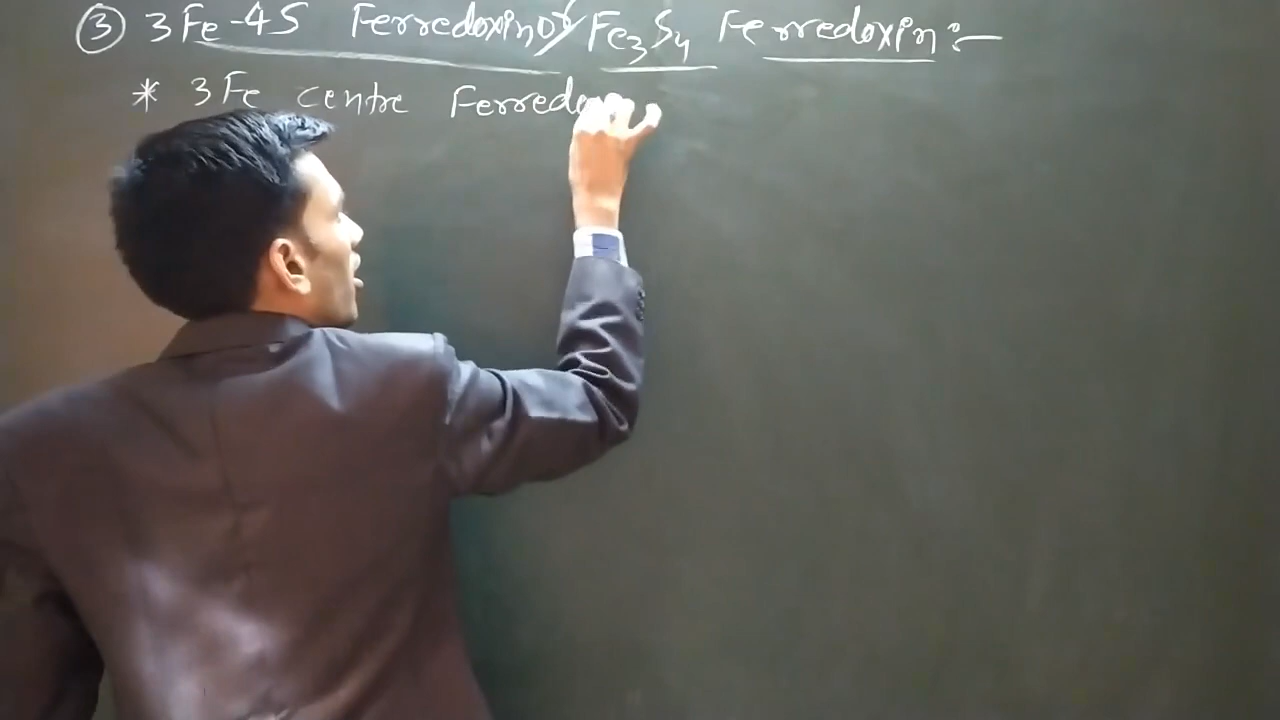 ③ 3Fe-4S Ferredoxin or Fe₃S₄ Ferredoxin:-
* 3Fe centre